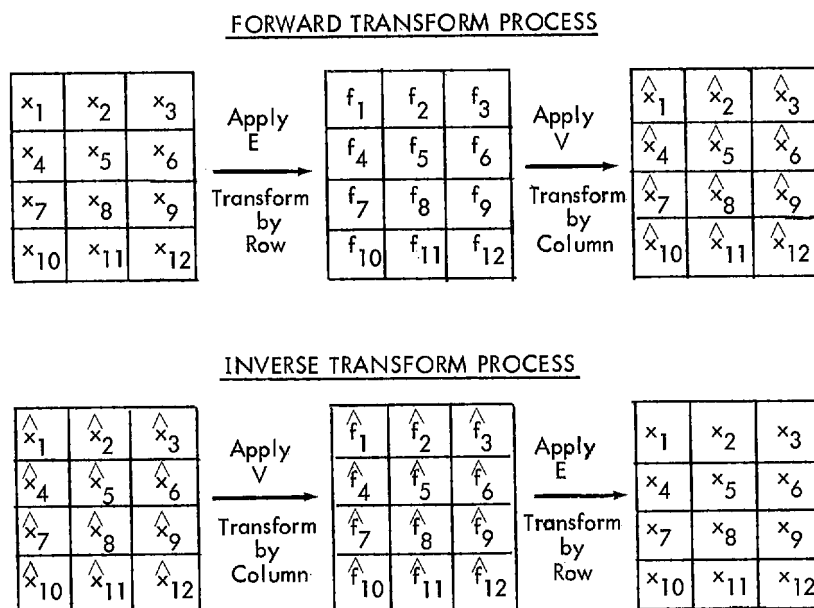 FORWARD TRANSFORM PROCESS
x1 x2 x3
x4 x5 x6
x7 x8 x9
x10 x11 x12
Apply
E
Transform
by
Row
f1 f2 f3
f4 f5 f6
f7 f8 f9
f10 f11 f12
Apply
V
Transform
by
Column
x̂1 x̂2 x̂3
x̂4 x̂5 x̂6
x̂7 x̂8 x̂9
x̂10 x̂11 x̂12
INVERSE TRANSFORM PROCESS
x̂1 x̂2 x̂3
x̂4 x̂5 x̂6
x̂7 x̂8 x̂9
x̂10 x̂11 x̂12
Apply
V
Transform
by
Column
f̂1 f̂2 f̂3
f̂4 f̂5 f̂6
f̂7 f̂8 f̂9
f̂10 f̂11 f̂12
Apply
E
Transform
by
Row
x1 x2 x3
x4 x5 x6
x7 x8 x9
x10 x11 x12